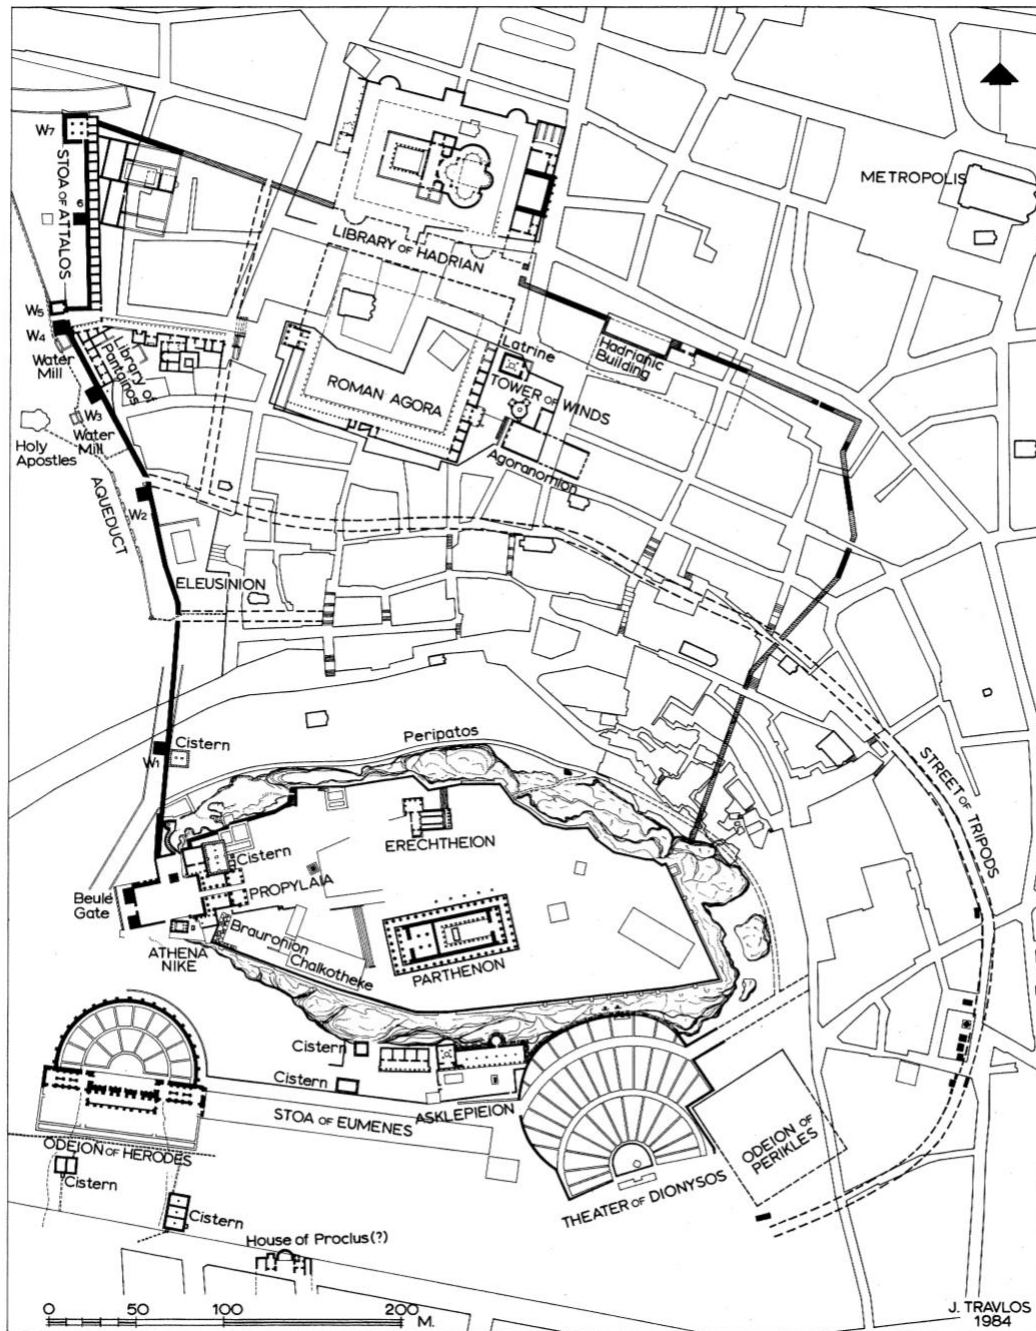 METROPOLIS
W7
STOA OF ATTALOS
6
LIBRARY OF HADRIAN
W5
W4
Water
Mill
Library of
Pantainos
Latrine
Hadrianic
Building
ROMAN AGORA
TOWER OF WINDS
W3
Water
Mill
Holy
Apostles
Agoranomion
AQUEDUCT
W2
ELEUSINION
Cistern
W1
Peripatos
STREET OF TRIPODS
ERECHTHEION
Cistern
PROPYLAIA
Beule
Gate
Brauronion
Chalkotheke
ATHENA
NIKE
PARTHENON
Cistern
Cistern
ASKLEPIEION
STOA OF EUMENES
ODEION OF HERODES
ODEION OF
PERIKLES
THEATER OF DIONYSOS
Cistern
Cistern
House of Proclus(?)
0 50 100 200
M.
J. TRAVLOS
1984